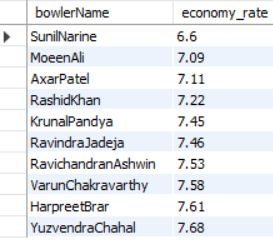 bowlerName economy_rate
SunilNarine 6.6
MoeenAli 7.09
AxarPatel 7.11
RashidKhan 7.22
KrunalPandya 7.45
RavindraJadeja 7.46
RavichandranAshwin 7.53
VarunChakravarthy 7.58
HarpreetBrar 7.61
YuzvendraChahal 7.68